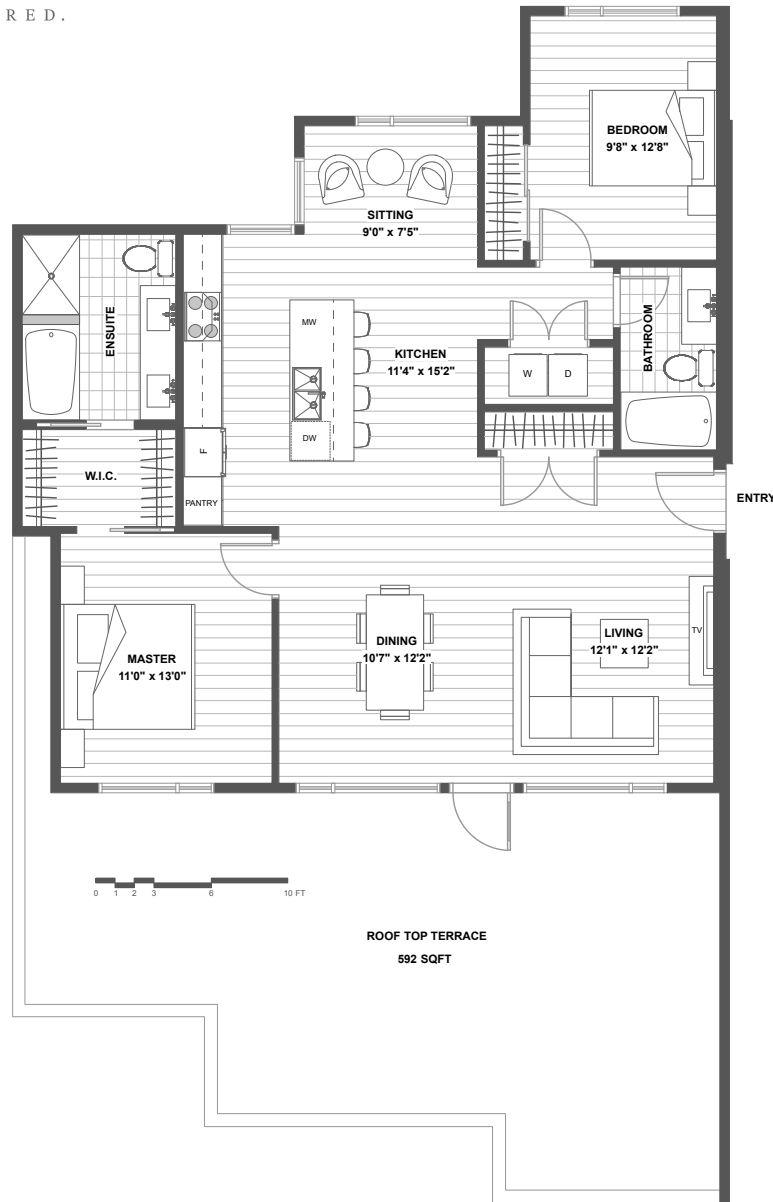 RED.
BEDROOM
9'8" x 12'8"
SITTING
9'0" x 7'5"
ENSUITE
MW
KITCHEN
11'4" x 15'2"
BATHROOM
W D
DW
F
W.I.C.
PANTRY
ENTRY
MASTER
11'0" x 13'0"
DINING
10'7" x 12'2"
LIVING
12'1" x 12'2"
TV
0 1 2 3 6 10 FT
ROOF TOP TERRACE
592 SQFT